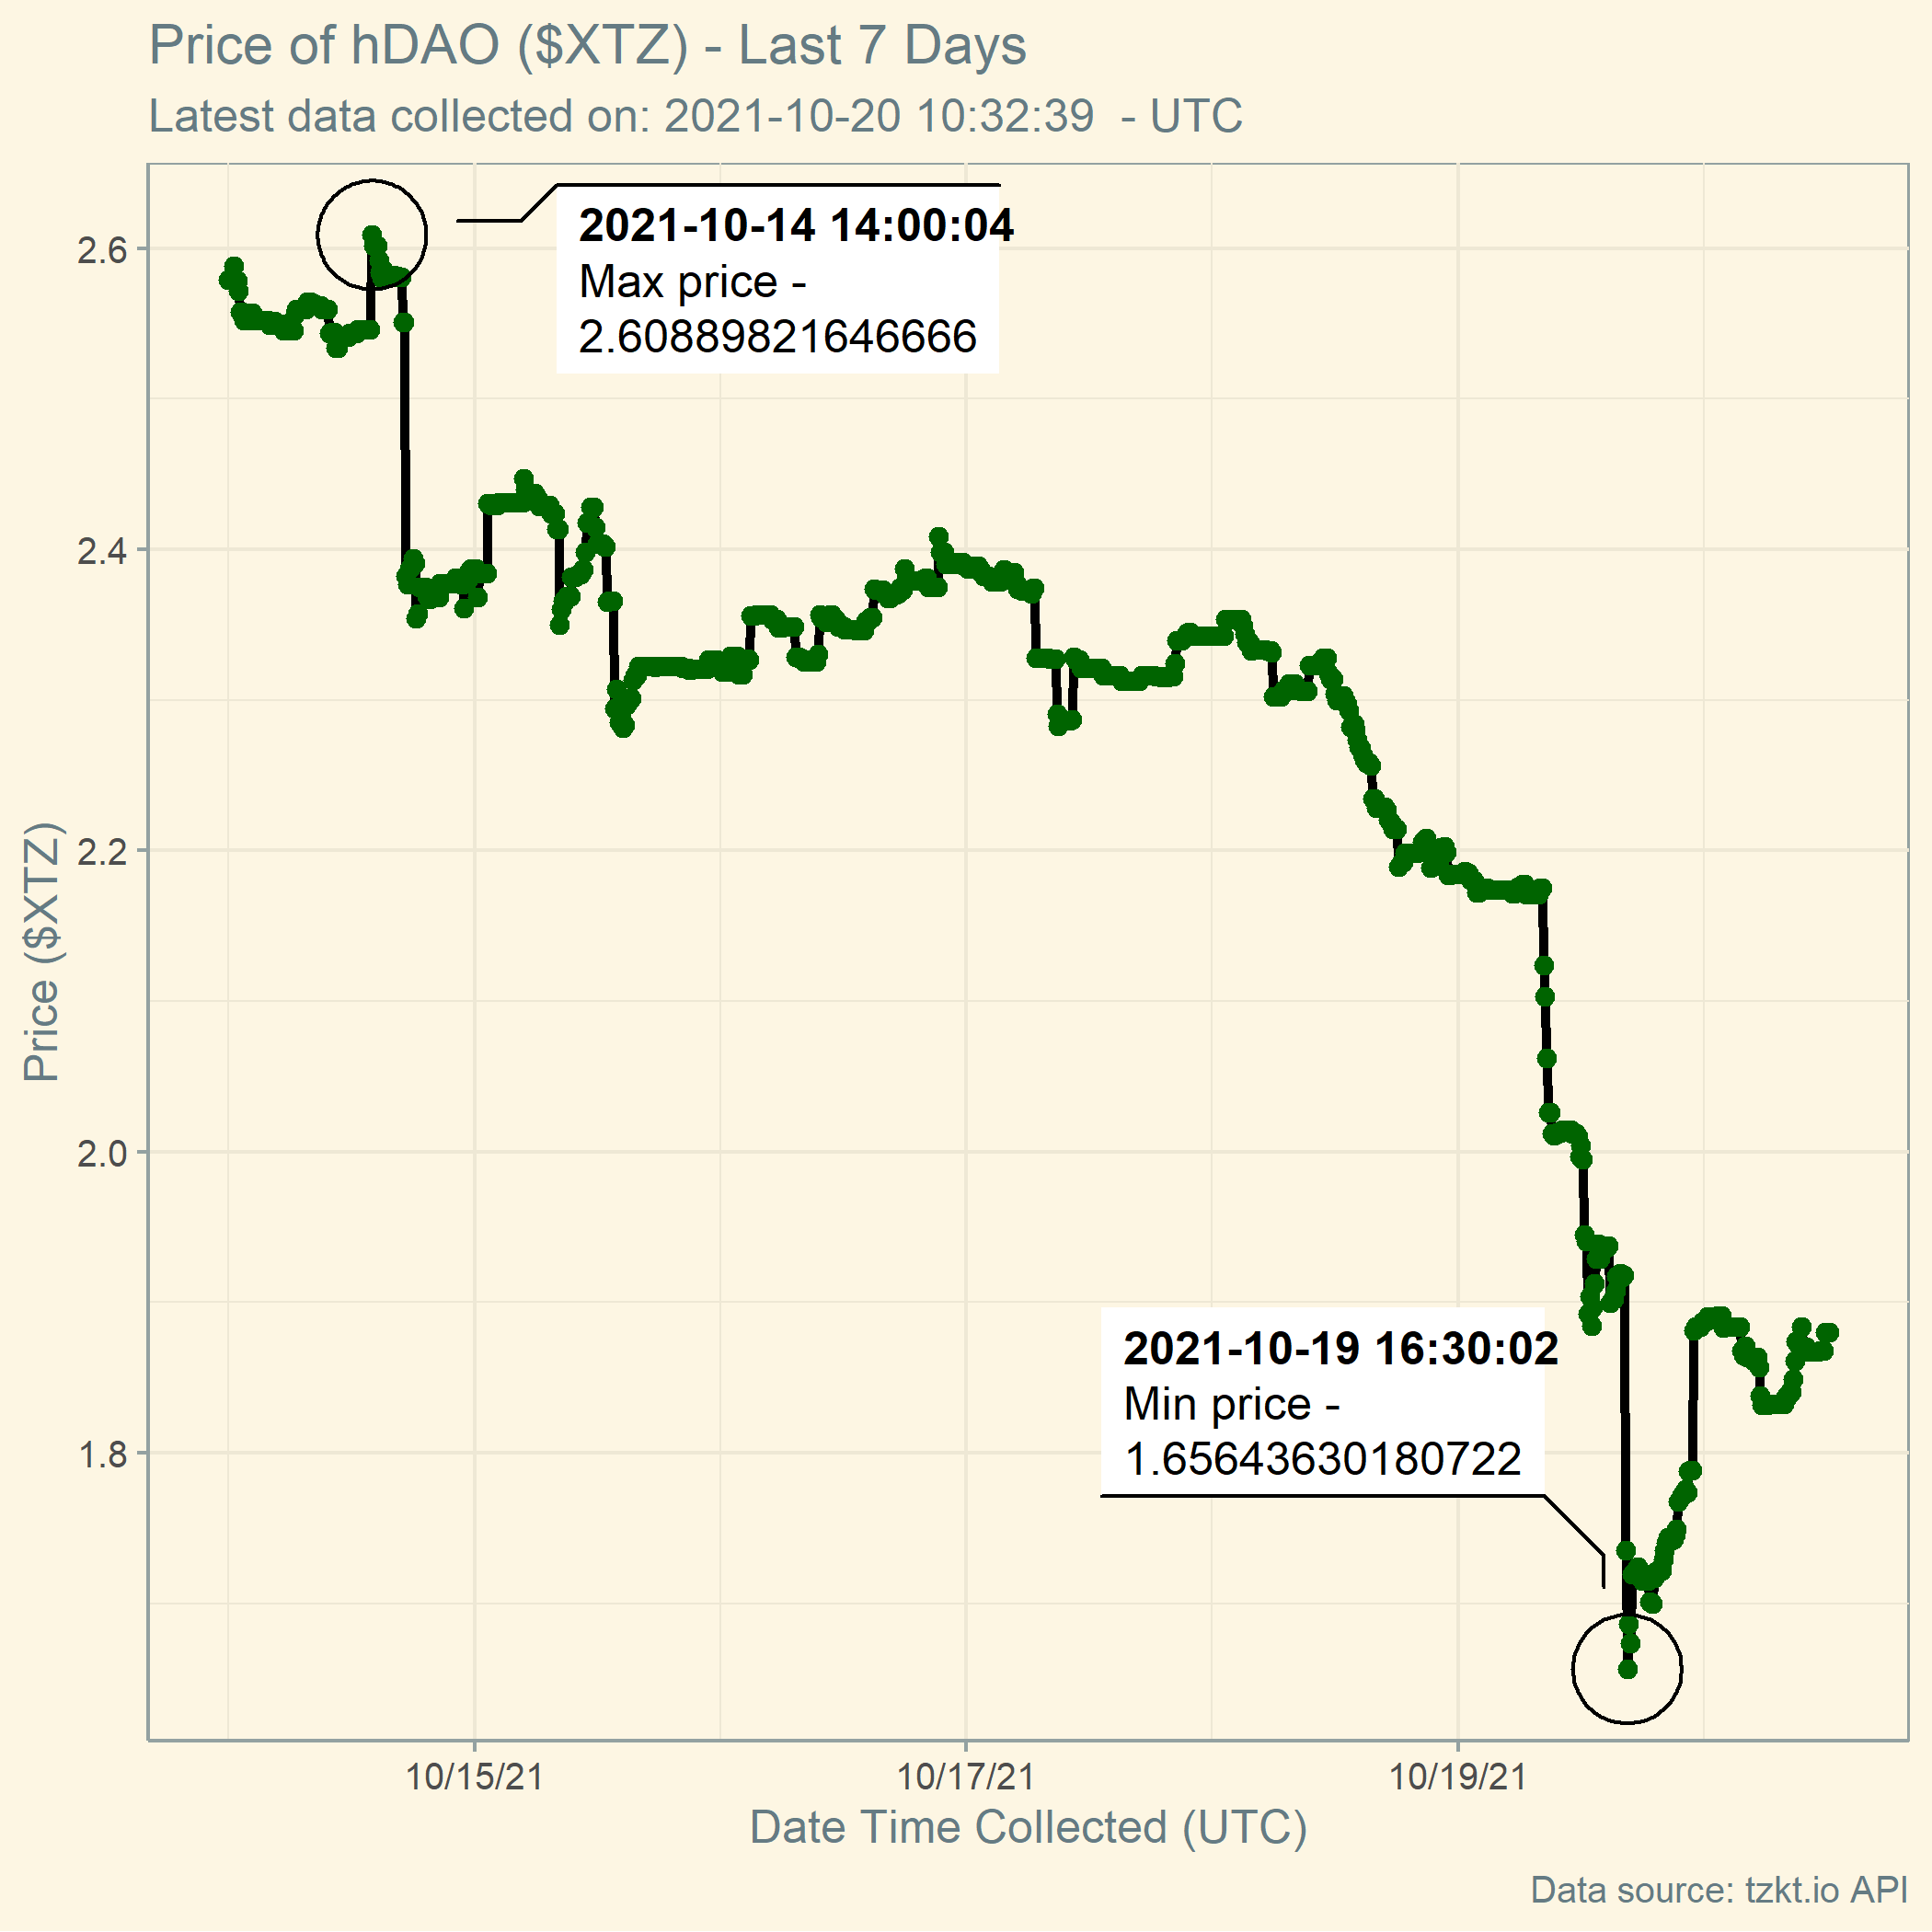 Price of hDAO ($XTZ) - Last 7 Days
Latest data collected on: 2021-10-20 10:32:39  - UTC
2021-10-14 14:00:04
Max price -
2.60889821646666
2.6
2.4
2.2
2.0
1.8
Price ($XTZ)
2021-10-19 16:30:02
Min price -
1.65643630180722
10/15/21
10/17/21
10/19/21
Date Time Collected (UTC)
Data source: tzkt.io API